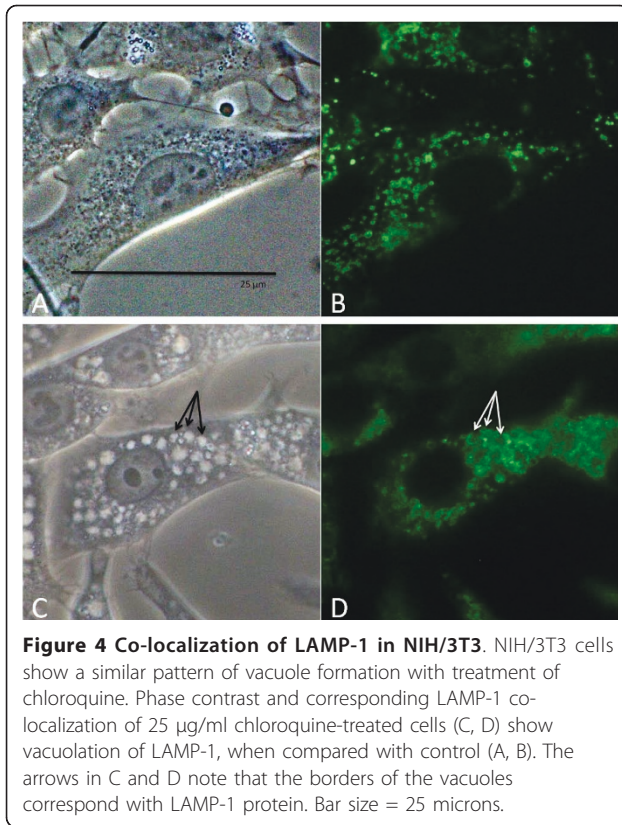 A
25 µm
B
C
D
Figure 4 Co-localization of LAMP-1 in NIH/3T3. NIH/3T3 cells
show a similar pattern of vacuole formation with treatment of
chloroquine. Phase contrast and corresponding LAMP-1 co-
localization of 25 µg/ml chloroquine-treated cells (C, D) show
vacuolation of LAMP-1, when compared with control (A, B). The
arrows in C and D note that the borders of the vacuoles
correspond with LAMP-1 protein. Bar size = 25 microns.